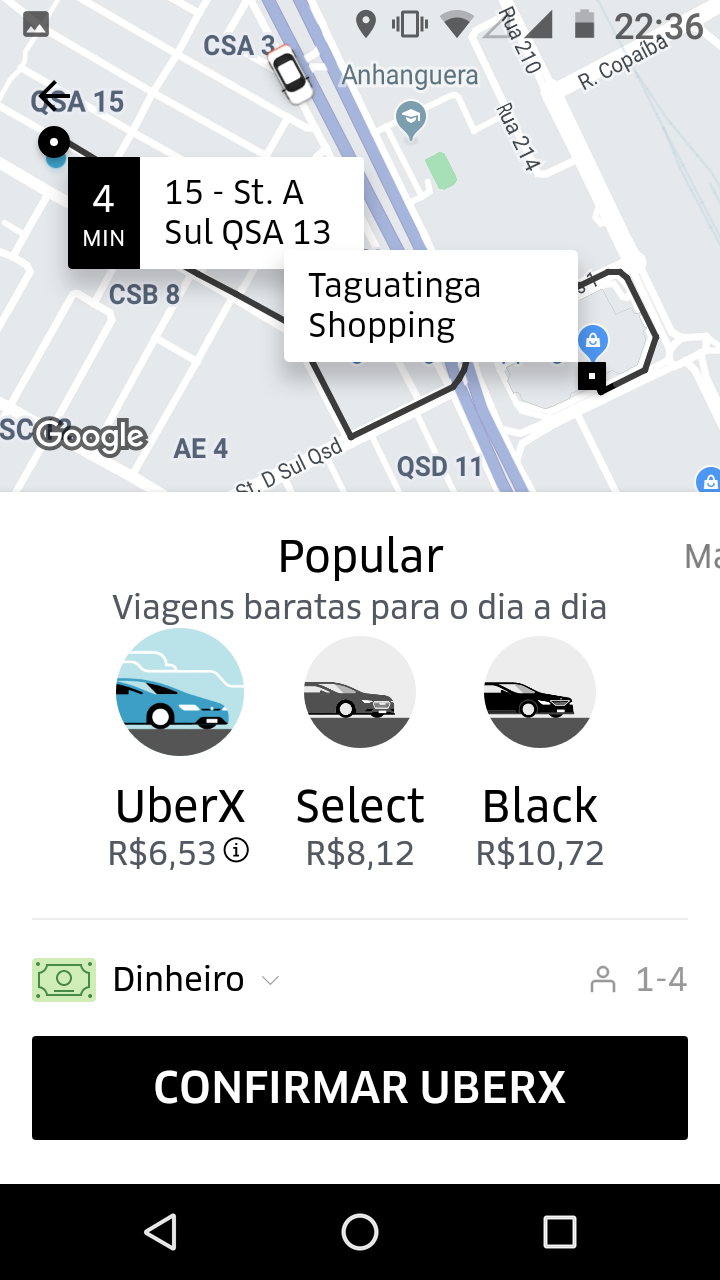 22:36
CSA 3
Rua 210
R. Copaíba
Anhanguera
QSA 15
Rua 214
4
MIN
15 - St. A
Sul QSA 13
CSB 8
Taguatinga
Shopping
Google
AE 4
St. D Sul Qsd
QSD 11
Popular
Viagens baratas para o dia a dia
UberX
Select
Black
R$6,53
R$8,12
R$10,72
Dinheiro
1-4
CONFIRMAR UBERX